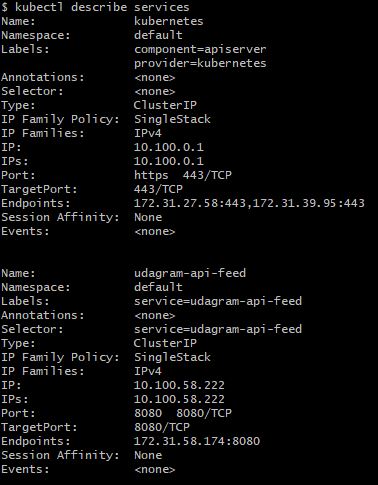 $ kubectl describe services
Name:              kubernetes
Namespace:         default
Labels:            component=apiserver
                   provider=kubernetes
Annotations:       <none>
Selector:          <none>
Type:              ClusterIP
IP Family Policy:  SingleStack
IP Families:       IPv4
IP:                10.100.0.1
IPs:               10.100.0.1
Port:              https  443/TCP
TargetPort:        443/TCP
Endpoints:         172.31.27.58:443,172.31.39.95:443
Session Affinity:  None
Events:            <none>

Name:              udagram-api-feed
Namespace:         default
Labels:            service=udagram-api-feed
Annotations:       <none>
Selector:          service=udagram-api-feed
Type:              ClusterIP
IP Family Policy:  SingleStack
IP Families:       IPv4
IP:                10.100.58.222
IPs:               10.100.58.222
Port:              8080  8080/TCP
TargetPort:        8080/TCP
Endpoints:         172.31.58.174:8080
Session Affinity:  None
Events:            <none>